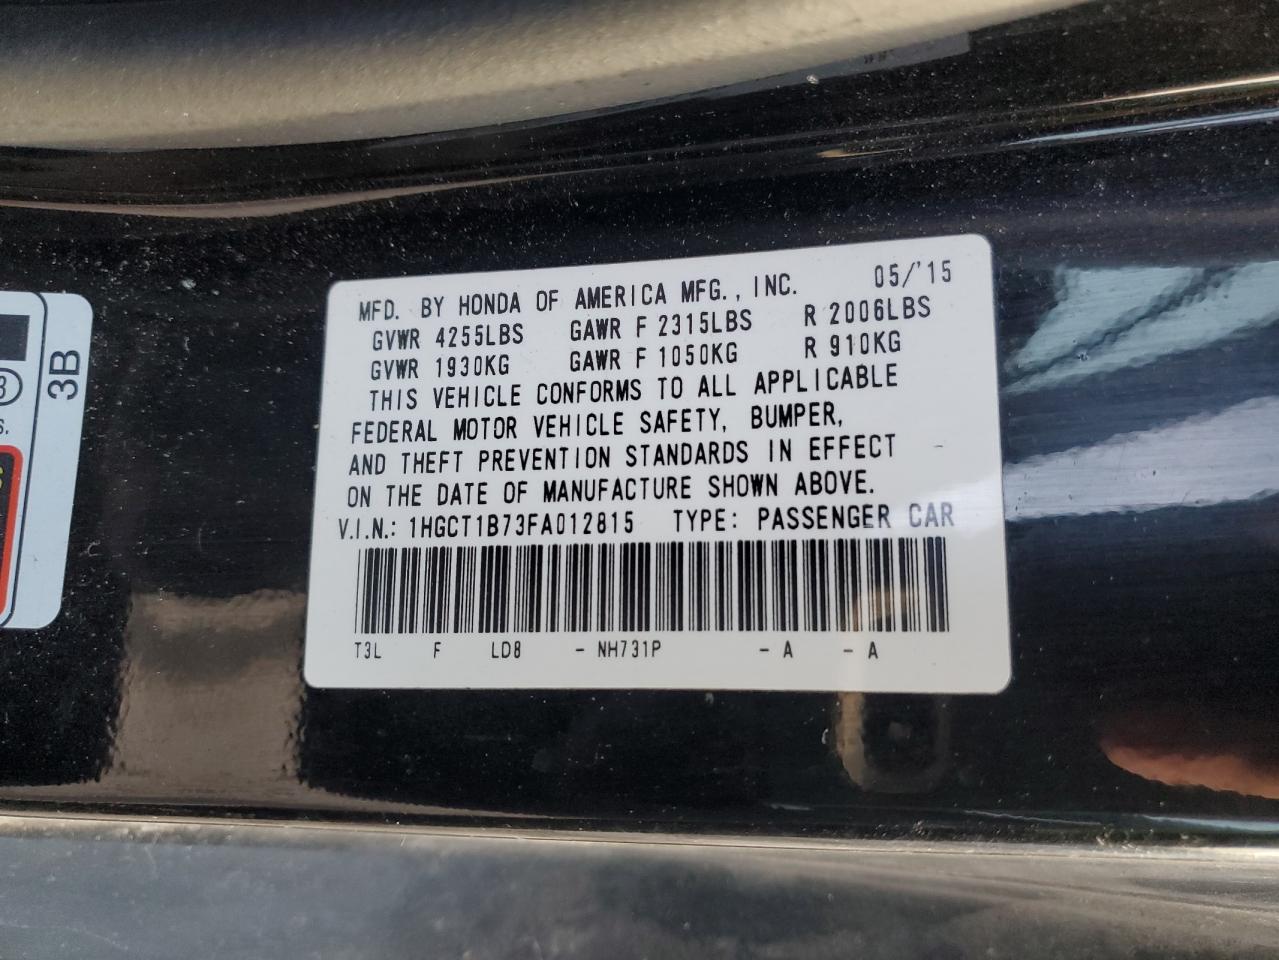 MFD. BY HONDA OF AMERICA MFG., INC. 05/'15
GVWR 4255LBS GAWR F 2315LBS R 2006LBS
GVWR 1930KG GAWR F 1050KG R 910KG
THIS VEHICLE CONFORMS TO ALL APPLICABLE
FEDERAL MOTOR VEHICLE SAFETY, BUMPER,
AND THEFT PREVENTION STANDARDS IN EFFECT
ON THE DATE OF MANUFACTURE SHOWN ABOVE.
V.I.N.: 1HGCT1B73FA012815 TYPE: PASSENGER CAR
T3L F LD8 - NH731P - A - A
3B